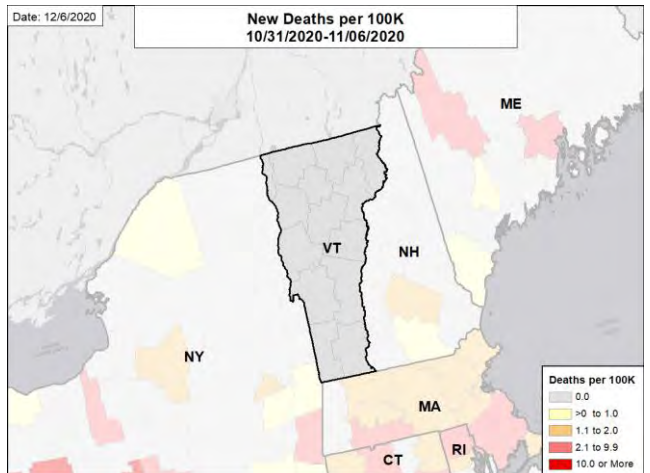 Date: 12/6/2020
New Deaths per 100K
10/31/2020-11/06/2020
ME
VT
NH
NY
MA
CT
RI
Deaths per 100K
0.0
>0 to 1.0
1.1 to 2.0
2.1 to 9.9
10.0 or More